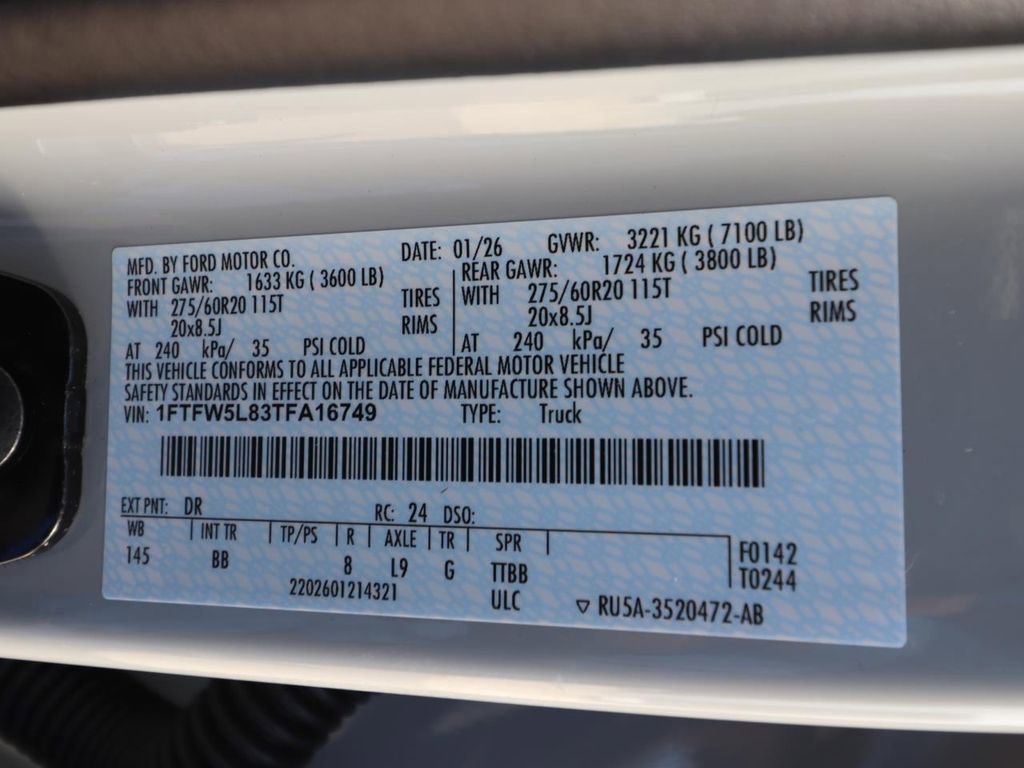 MFD. BY FORD MOTOR CO. DATE: 01/26 GVWR: 3221 KG ( 7100 LB)
FRONT GAWR: 1633 KG ( 3600 LB) REAR GAWR: 1724 KG ( 3800 LB)
WITH 275/60R20 115T TIRES WITH 275/60R20 115T TIRES
20x8.5J RIMS 20x8.5J RIMS
AT 240 kPa/ 35 PSI COLD AT 240 kPa/ 35 PSI COLD
THIS VEHICLE CONFORMS TO ALL APPLICABLE FEDERAL MOTOR VEHICLE
SAFETY STANDARDS IN EFFECT ON THE DATE OF MANUFACTURE SHOWN ABOVE.
VIN: 1FTFW5L83TFA16749 TYPE: Truck
EXT PNT: DR RC: 24 DSO:
WB INT TR TP/PS R AXLE TR SPR F0142
145 BB 8 L9 G TTBB T0244
2202601214321 ULC ▽ RU5A-3520472-AB